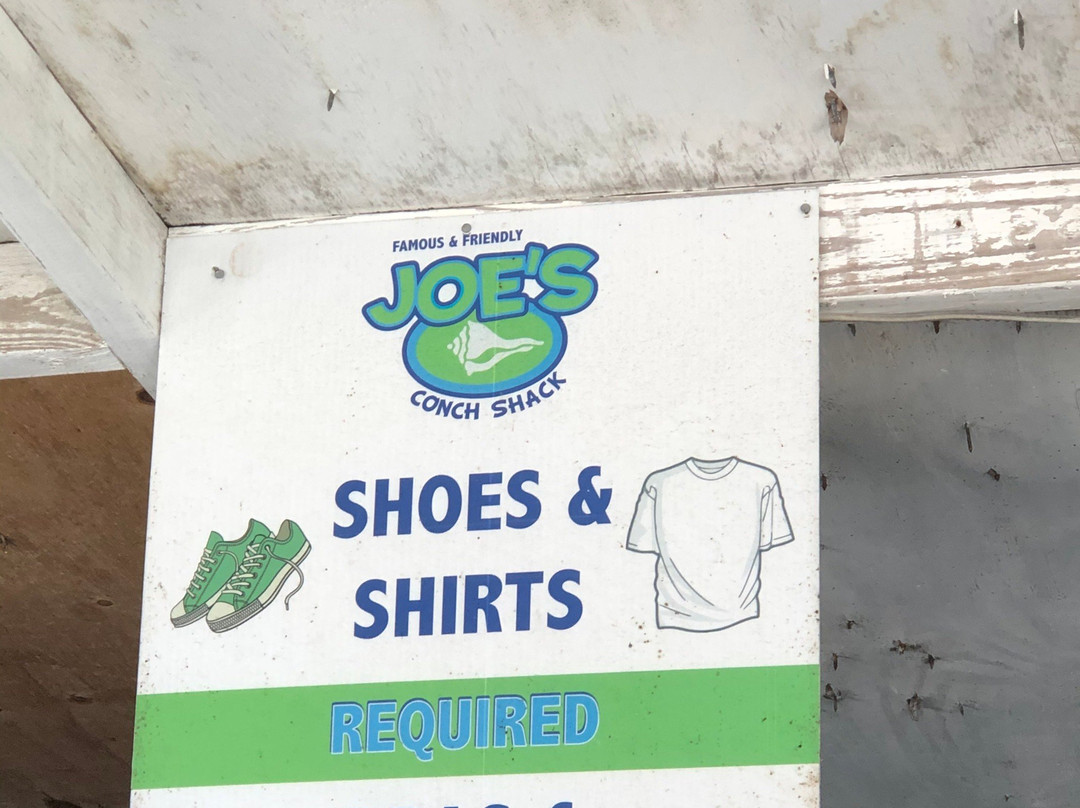 FAMOUS & FRIENDLY
JOE'S
CONCH SHACK
SHOES &
SHIRTS
REQUIRED